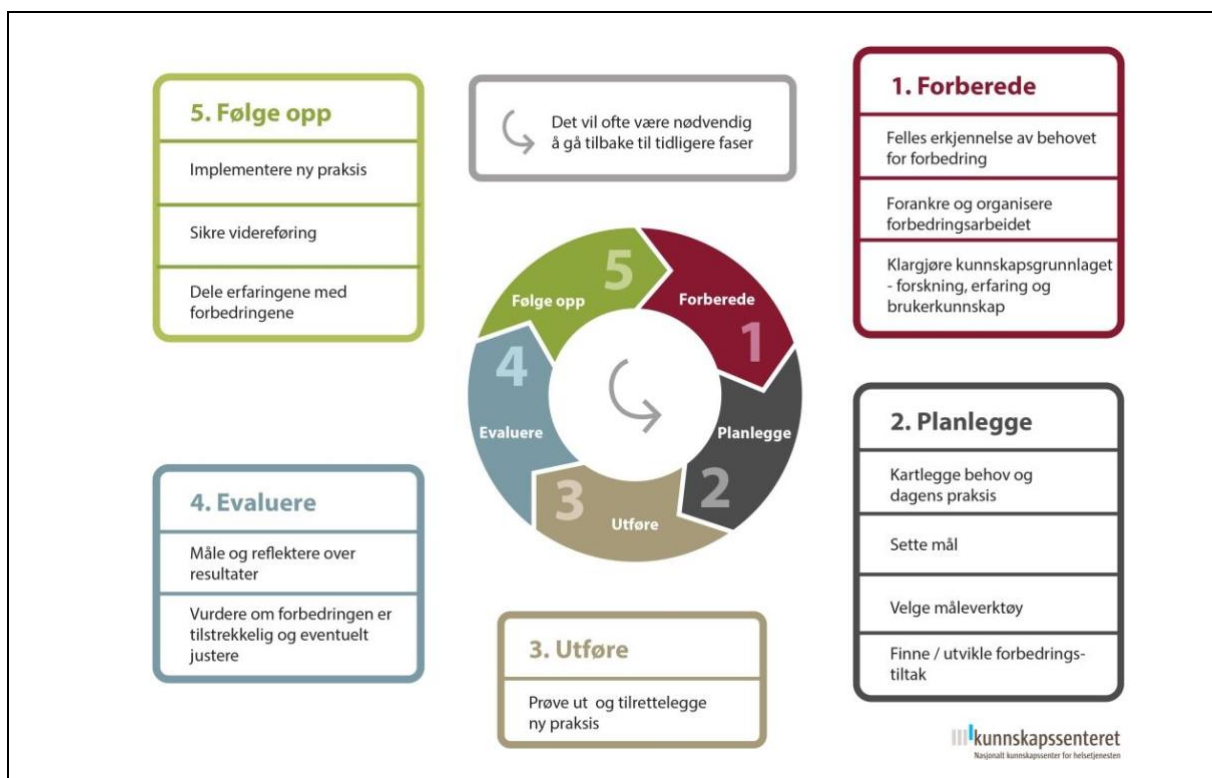 1. Forberede
Felles erkjennelse av behovet
for forbedring
Forankre og organisere
forbedringsarbeidet
Klargjøre kunnskapsgrunnlaget
- forskning, erfaring og
brukerkunnskap
2. Planlegge
Kartlegge behov og
dagens praksis
Sette mål
Velge måleverktøy
Finne / utvikle forbedrings-
tiltak
3. Utføre
Prøve ut og tilrettelegge
ny praksis
4. Evaluere
Måle og reflektere over
resultater
Vurdere om forbedringen er
tilstrekkelig og eventuelt
justere
5. Følge opp
Implementere ny praksis
Sikre videreføring
Dele erfaringene med
forbedringene
Det vil ofte være nødvendig
å gå tilbake til tidligere faser
Forberede
1
Planlegge
2
3
Utføre
4
Evaluere
5
Følge opp
kunnskapssenteret
Nasjonalt kunnskapssenter for helsetjenesten